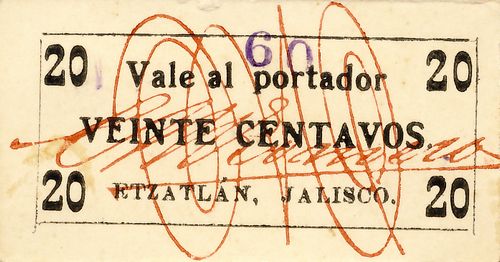 60
20 Vale al portador 20
VEINTE CENTAVOS.
20 ETZATLÁN, JALISCO. 20